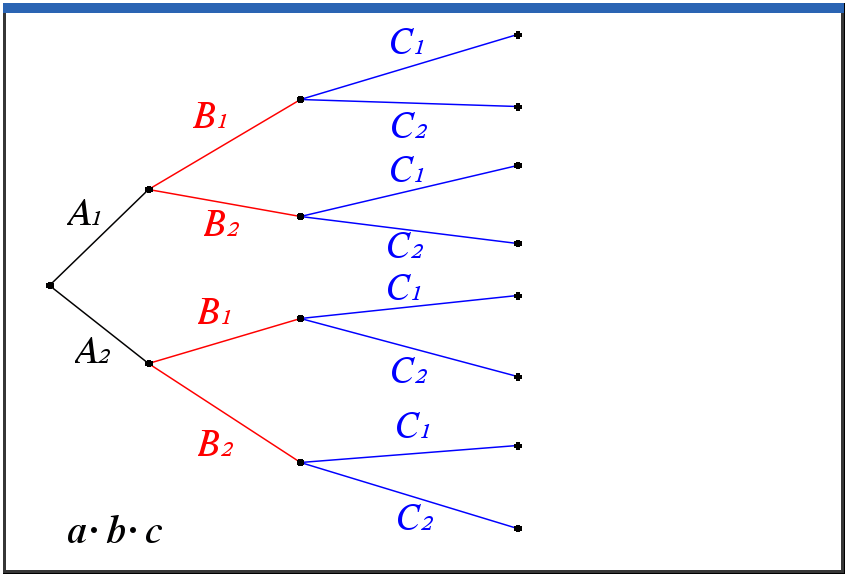 C₁
B₁
C₂
C₁
A₁
B₂
C₂
C₁
B₁
A₂
C₂
C₁
B₂
C₂
a· b· c